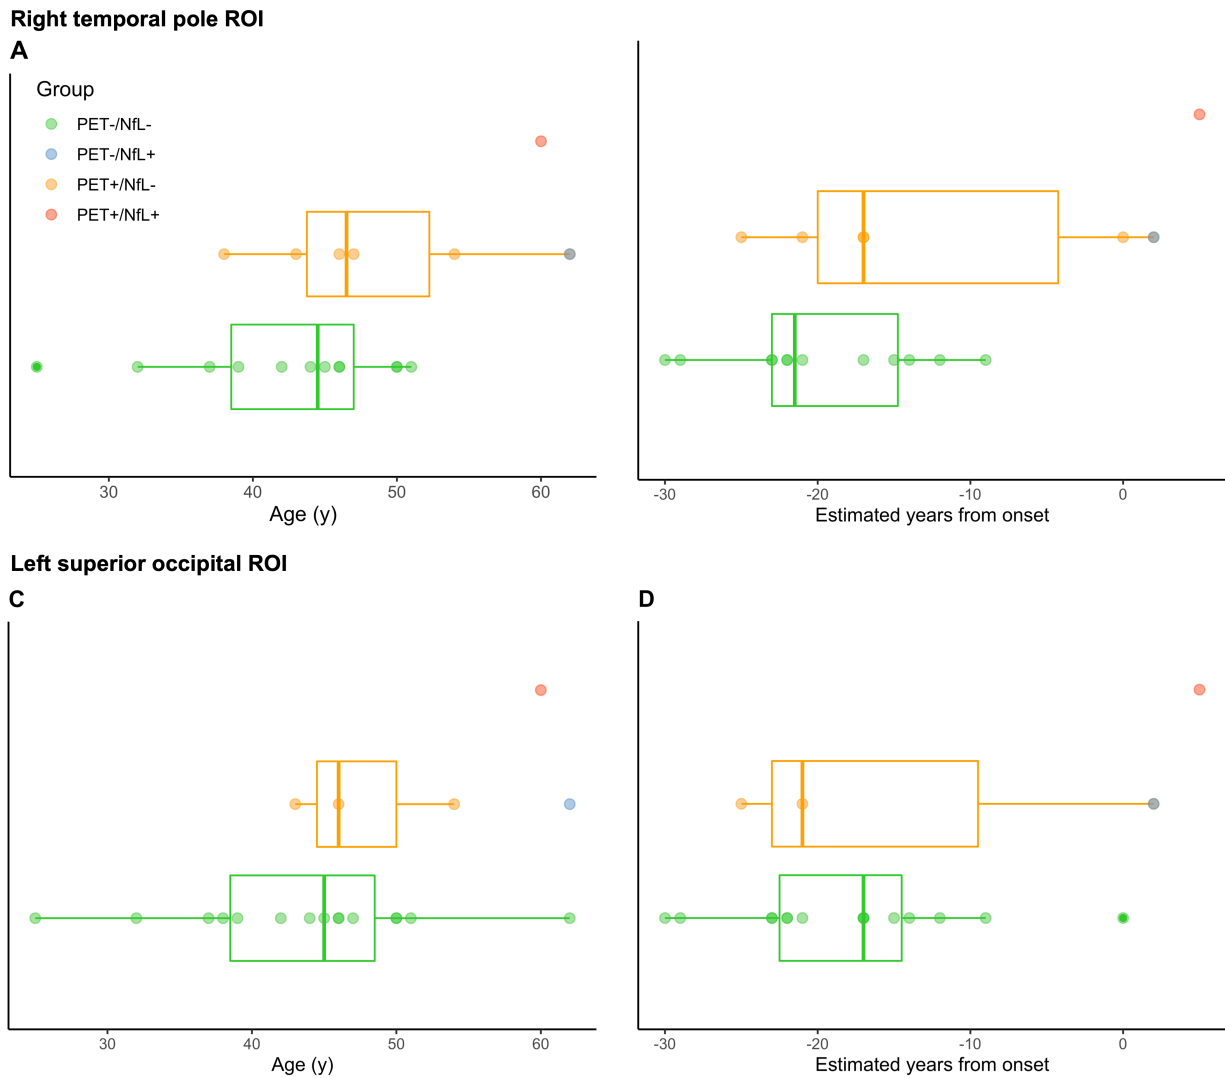 Right temporal pole ROI
A
Group
PET-/NfL-
PET-/NfL+
PET+/NfL-
PET+/NfL+
30 40 50 60
Age (y)
-30 -20 -10 0
Estimated years from onset
Left superior occipital ROI
C
D
30 40 50 60
Age (y)
-30 -20 -10 0
Estimated years from onset